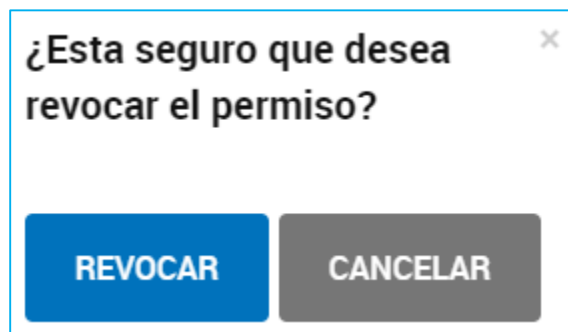 ¿Esta seguro que desea
revocar el permiso?
REVOCAR CANCELAR